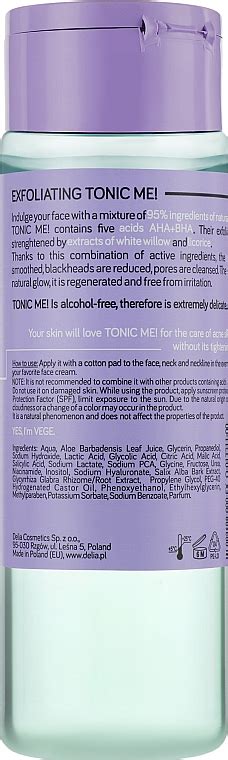 EXFOLIATING TONIC ME!
Indulge your face with a mixture of 95% ingredients of natura
TONIC ME! contains five acids AHA+BHA. Their exfoli
strenghtened by extracts of white willow and licorice.
Thanks to this combination of active ingredients, the
smoothed, blackheads are reduced, pores are cleansed. The
natural glow, it is regenerated and free from irritation.
TONIC ME! Is alcohol-free, therefore is extremely delicate
Your skin will love TONIC ME! for the care of acne
without its tighten
How to use: Apply it with a cotton pad to the face, neck and neckline in the
your favorite face cream.
NOTE: It is not recommended to combine it with other products containing
Do not use it on damaged skin. While using the product, apply sunscreen
Protection Factor (SPF), limit exposure to the sun. Due to the natural origin
cloudiness or a change of color may occur in the product.
It is a natural phenomenon and does not affect the properties of the product.
YES, I'm VEGE.
Ingredients: Aqua, Aloe Barbadensis Leaf Juice, Glycerin, Propanediol,
Sodium Hydroxide, Lactic Acid, Glycolic Acid, Citric Acid, Malic Acid,
Salicylic Acid, Sodium Lactate, Sodium PCA, Glycine, Fructose, Urea,
Niacinamide, Inositol, Sodium Hyaluronate, Salix Alba Bark Extract,
Glycyrrhiza Glabra Rhizome/Root Extract, Propylene Glycol, PEG-40
Hydrogenated Castor Oil, Phenoxyethanol, Ethylhexylglycerin,
Methylparaben, Potassium Sorbate, Sodium Benzoate, Parfum.
Delia Cosmetics Sp. z o.o.,
95-030 Rzgów, ul. Leśna 5, Poland
Made in Poland (EU), www.delia.pl
+5°C
+25°C
6 M